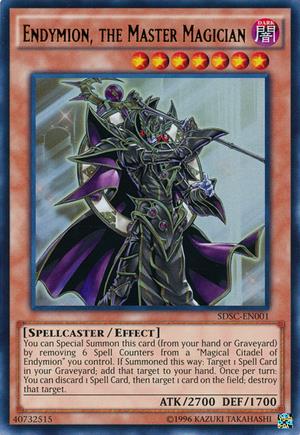 ENDYMION, THE MASTER MAGICIAN
DARK
闇
SDSC-EN001
[SPELLCASTER / EFFECT]
You can Special Summon this card (from your hand or Graveyard)
by removing 6 Spell Counters from a "Magical Citadel of
Endymion" you control. If Summoned this way: Target 1 Spell Card
in your Graveyard; add that target to your hand. Once per turn:
You can discard 1 Spell Card, then target 1 card on the field; destroy
that target.
ATK/2700 DEF/1700
40732515
©1996 KAZUKI TAKAHASHI